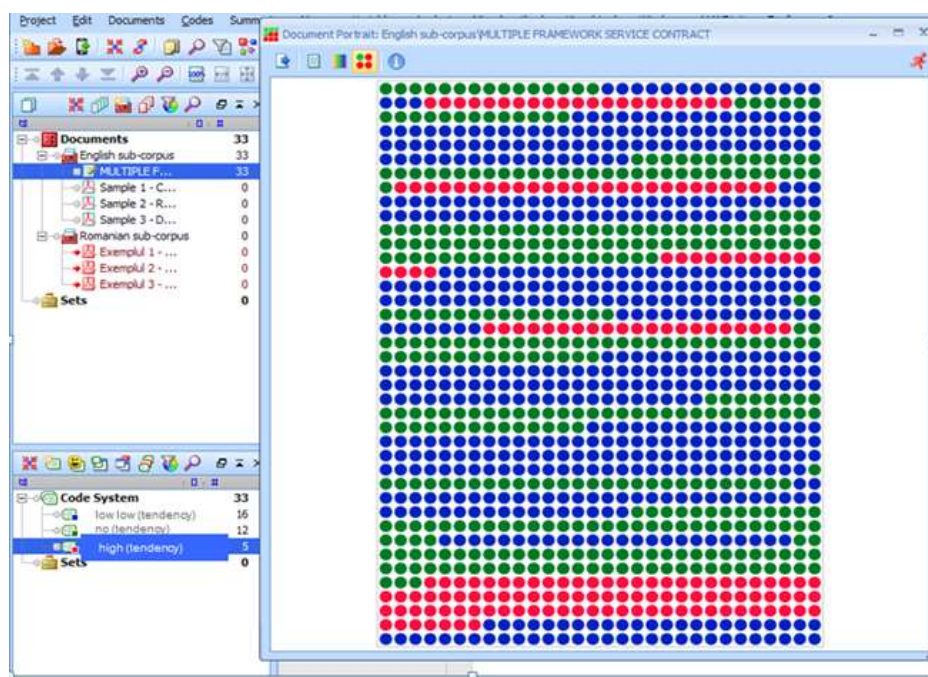 Project Edit Documents Codes Summ
Document Portrait: English sub-corpus\MULTIPLE FRAMEWORK SERVICE CONTRACT
Documents 33
English sub-corpus 33
MULTIPLE F... 33
Sample 1 - C... 0
Sample 2 - R... 0
Sample 3 - D... 0
Romanian sub-corpus 0
Exemplul 1 - ... 0
Exemplul 2 - ... 0
Exemplul 3 - ... 0
Sets 0
Code System 33
low low (tendency) 16
no (tendency) 12
high (tendency) 5
Sets 0